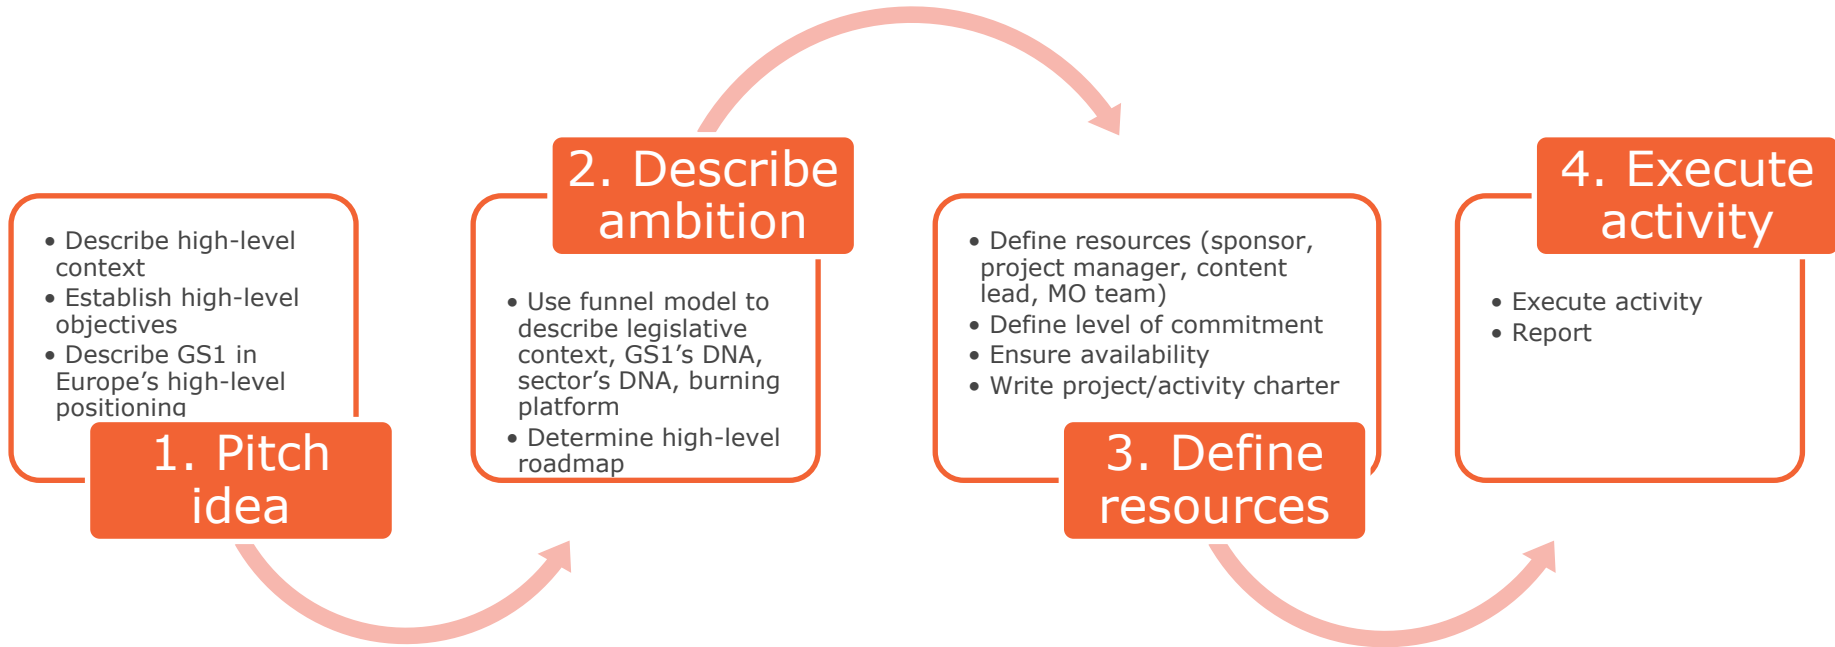 • Describe high-level
context
• Establish high-level
objectives
• Describe GS1 in
Europe’s high-level
positioning
1. Pitch
idea
2. Describe
ambition
• Use funnel model to
describe legislative
context, GS1’s DNA,
sector’s DNA, burning
platform
• Determine high-level
roadmap
• Define resources (sponsor,
project manager, content
lead, MO team)
• Define level of commitment
• Ensure availability
• Write project/activity charter
3. Define
resources
4. Execute
activity
• Execute activity
• Report